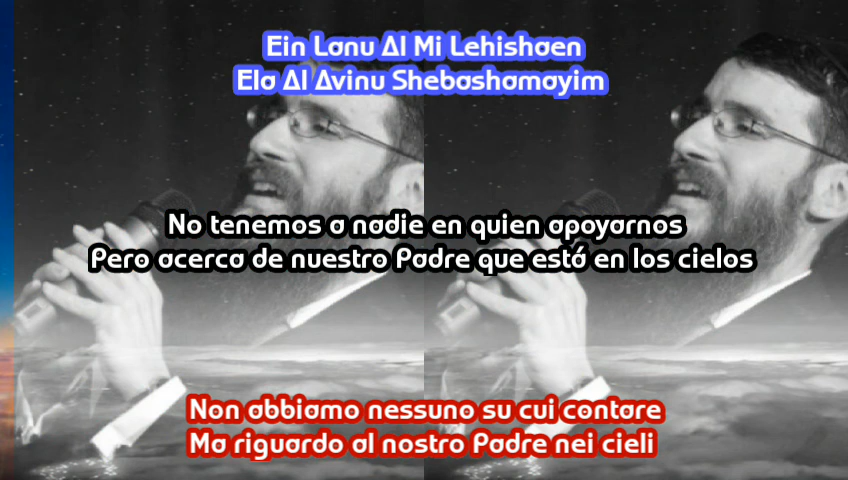 Ein Lanu Al Mi Lehishaen
Ela Al Avinu Shebashamayim
No tenemos a nadie en quien apoyarnos
Pero acerca de nuestro Padre que está en los cielos
Non abbiamo nessuno su cui contare
Ma riguardo al nostro Padre nei cieli